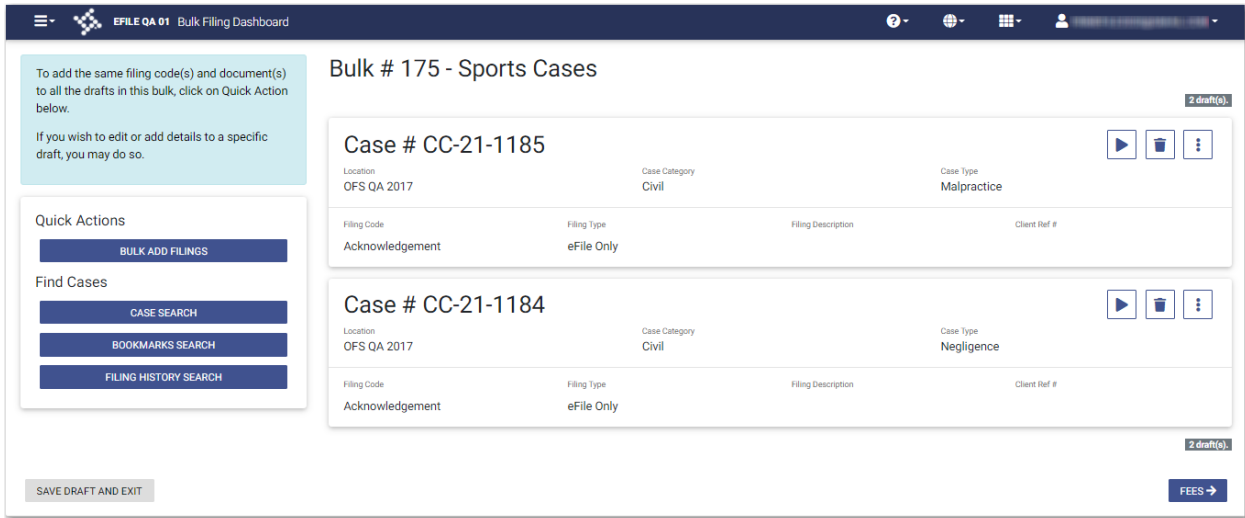 EFILE QA 01 Bulk Filing Dashboard
To add the same filing code(s) and document(s)
to all the drafts in this bulk, click on Quick Action
below.
If you wish to edit or add details to a specific
draft, you may do so.
Quick Actions
BULK ADD FILINGS
Find Cases
CASE SEARCH
BOOKMARKS SEARCH
FILING HISTORY SEARCH
Bulk # 175 - Sports Cases
2 draft(s).
Case # CC-21-1185
Location Case Category Case Type
OFS QA 2017 Civil Malpractice
Filing Code Filing Type Filing Description Client Ref #
Acknowledgement eFile Only
Case # CC-21-1184
Location Case Category Case Type
OFS QA 2017 Civil Negligence
Filing Code Filing Type Filing Description Client Ref #
Acknowledgement eFile Only
2 draft(s).
SAVE DRAFT AND EXIT FEES